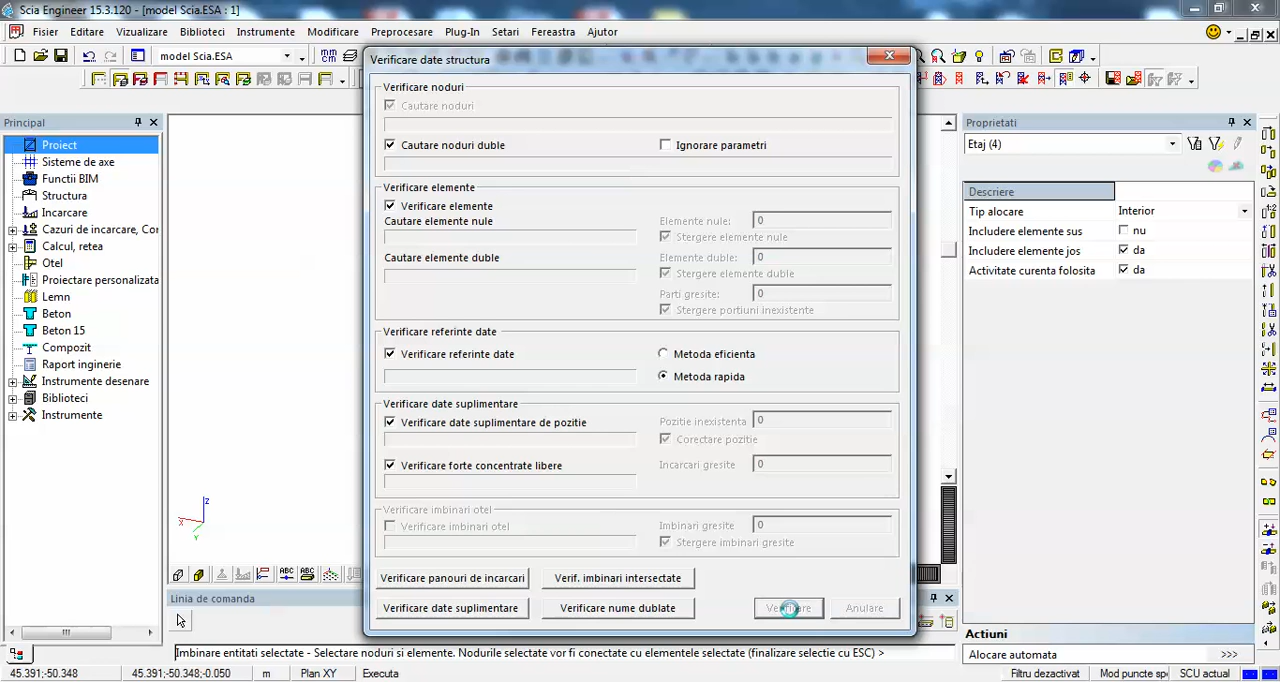 Scia Engineer 15.3.120 - [model Scia.ESA : 1]
Fisier Editare Vizualizare Biblioteci Instrumente Modificare Preprocesare Plug-In Setari Fereastra Ajutor
model Scia.ESA
Verificare date structura
Principal
Proiect
Sisteme de axe
Functii BIM
Structura
Incarcare
Cazuri de incarcare, Cor
Calcul, retea
Otel
Proiectare personalizata
Lemn
Beton
Beton 15
Compozit
Raport inginerie
Instrumente desenare
Biblioteci
Instrumente
Verificare noduri
Cautare noduri
Cautare noduri duble Ignorare parametri
Verificare elemente
Verificare elemente
Cautare elemente nule Elemente nule: 0
Stergere elemente nule
Cautare elemente duble Elemente duble: 0
Stergere elemente duble
Parti gresite: 0
Stergere portiuni inexistente
Verificare referinte date
Verificare referinte date Metoda eficienta
Metoda rapida
Verificare date suplimentare
Verificare date suplimentare de pozitie Pozitie inexistenta 0
Corectare pozitie
Verificare forte concentrate libere Incarcari gresite 0
Verificare imbinari otel
Verificare imbinari otel Imbinari gresite 0
Stergere imbinari gresite
Verificare panouri de incarcari Verif. imbinari intersectate
Verificare date suplimentare Verificare nume dublate Verificare Anulare
Proprietati
Etaj (4)
Descriere
Tip alocare Interior
Includere elemente sus nu
Includere elemente jos da
Activitate curenta folosita da
Actiuni
Alocare automata >>>
z
x
Y
ABC ABC
Linia de comanda
Imbinare entitati selectate - Selectare noduri si elemente. Nodurile selectate vor fi conectate cu elementele selectate (finalizare selectie cu ESC) >
45.391;-50.348 45.391;-50.348;-0.050 m Plan XY Executa Filtru dezactivat Mod puncte spe SCU actual